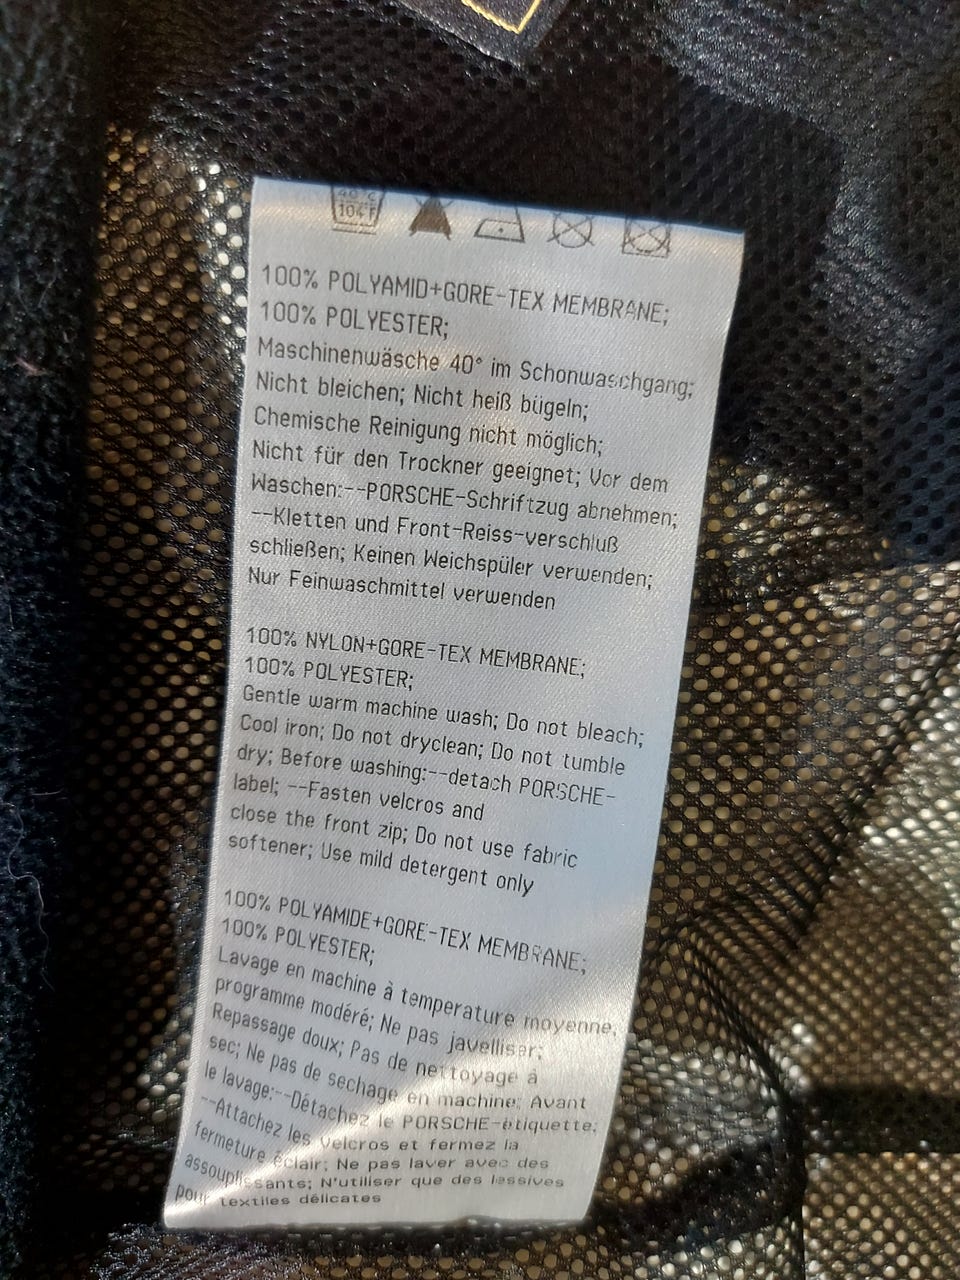 40°C
104°F
100% POLYAMID+GORE-TEX MEMBRANE;
100% POLYESTER;
Maschinenwäsche 40° im Schonwaschgang;
Nicht bleichen; Nicht heiß bügeln;
Chemische Reinigung nicht möglich;
Nicht für den Trockner geeignet; Vor dem
Waschen:--PORSCHE-Schriftzug abnehmen;
--Kletten und Front-Reiss-verschluß
schließen; Keinen Weichspüler verwenden;
Nur Feinwaschmittel verwenden
100% NYLON+GORE-TEX MEMBRANE;
100% POLYESTER;
Gentle warm machine wash; Do not bleach;
Cool iron; Do not dryclean; Do not tumble
dry; Before washing:--detach PORSCHE-
label; --Fasten velcros and
close the front zip; Do not use fabric
softener; Use mild detergent only
100% POLYAMIDE+GORE-TEX MEMBRANE;
100% POLYESTER;
Lavage en machine à temperature moyenne,
programme modéré; Ne pas javelliser;
Repassage doux; Pas de nettoyage à
sec; Ne pas de sechage en machine; Avant
le lavage:--Détachez le PORSCHE-étiquette;
--Attachez les velcros et fermez la
fermeture éclair; Ne pas laver avec des
assouplissants; N'utiliser que des lessives
pour textiles délicates